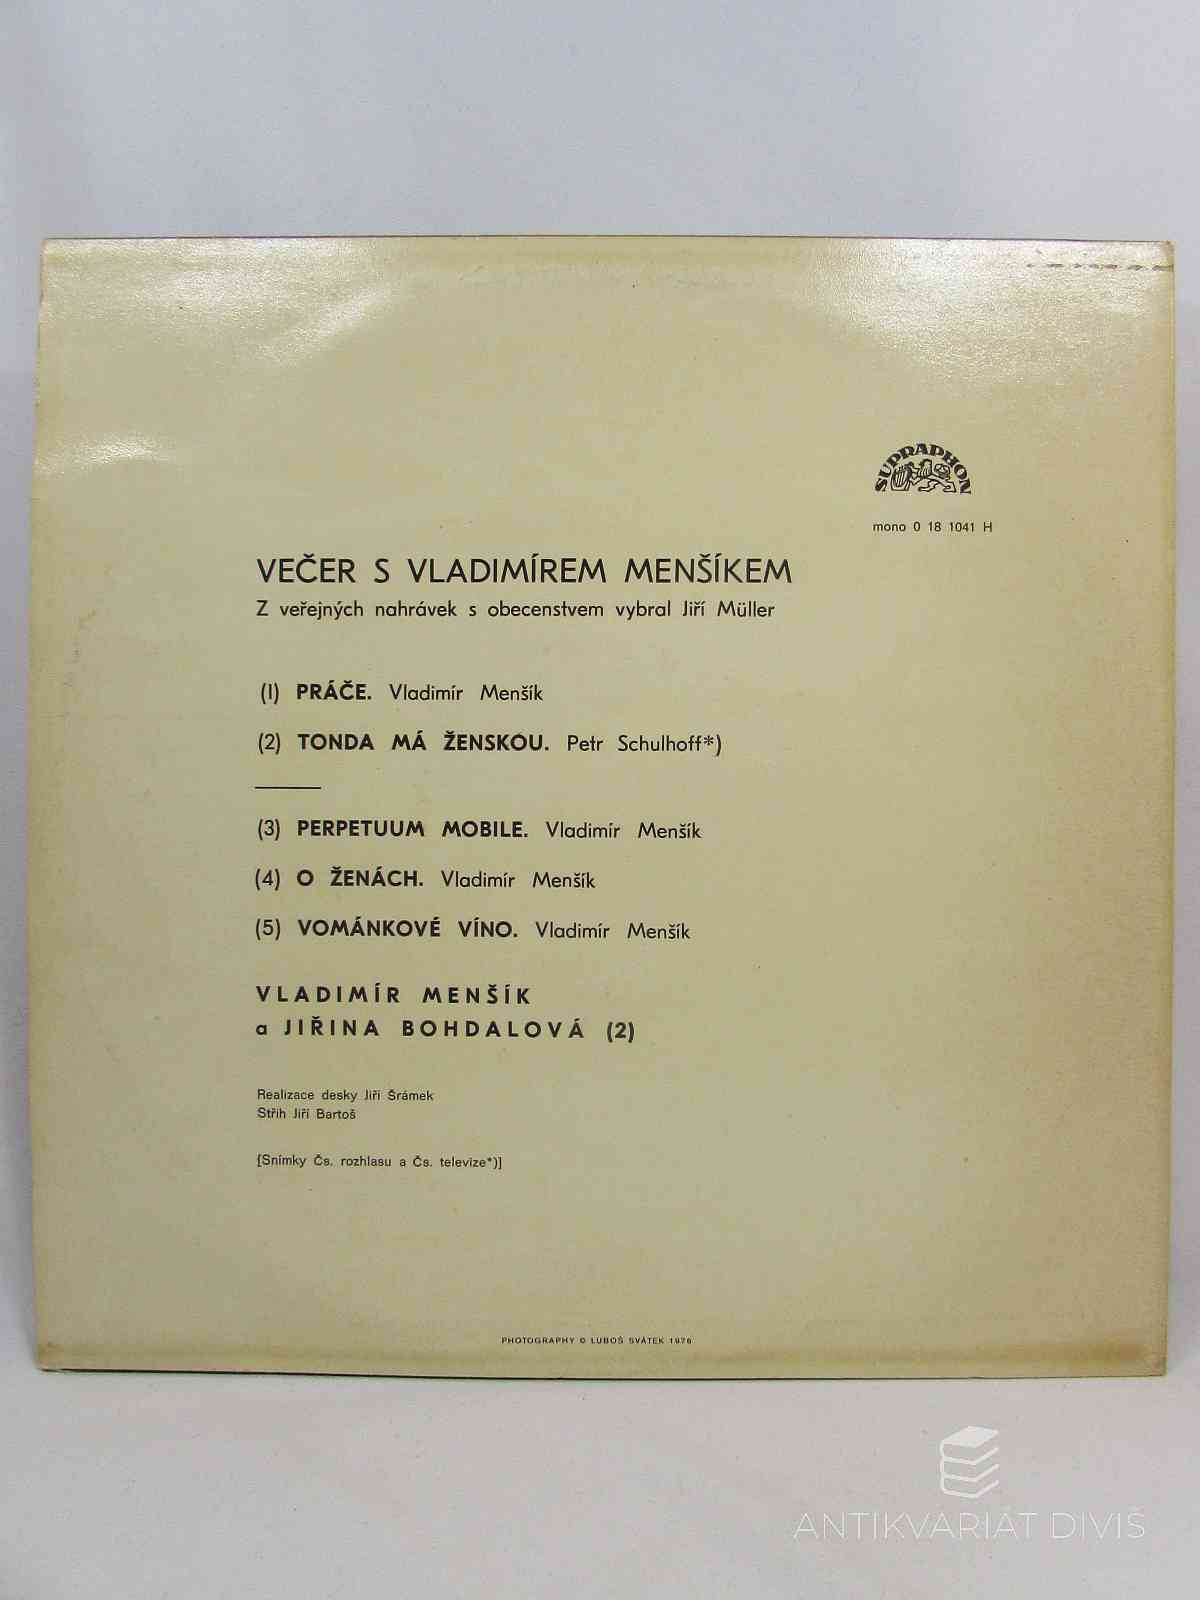 SUPRAPHON
mono 0 18 1041 H
VEČER S VLADIMÍREM MENŠÍKEM
Z veřejných nahrávek s obecenstvem vybral Jiří Müller
(1) PRÁČE. Vladimír Menšík
(2) TONDA MÁ ŽENSKOU. Petr Schulhoff*)
(3) PERPETUUM MOBILE. Vladimír Menšík
(4) O ŽENÁCH. Vladimír Menšík
(5) VOMÁNKOVÉ VÍNO. Vladimír Menšík
VLADIMÍR MENŠÍK
a JIŘINA BOHDALOVÁ (2)
Realizace desky Jiří Šrámek
Střih Jiří Bartoš
[Snímky Čs. rozhlasu a Čs. televize*)]
PHOTOGRAPHY © LUBOŠ SVÁTEK 1976
ANTIKVARIÁT DIVIŠ